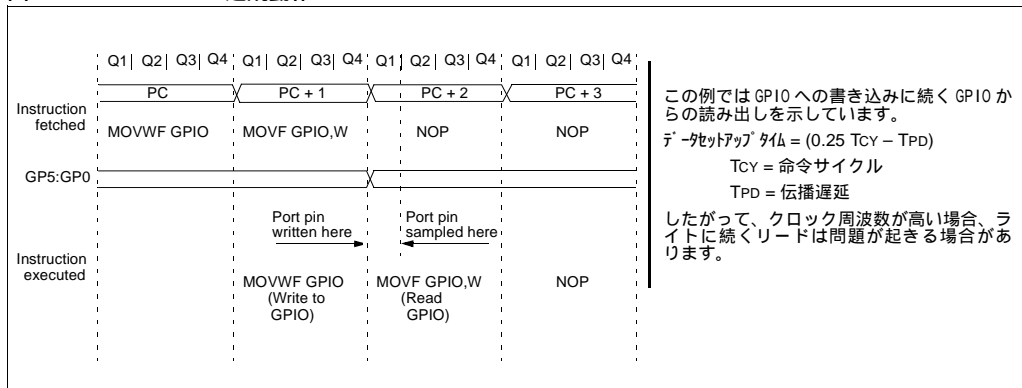 Q1| Q2| Q3| Q4 Q1| Q2| Q3| Q4 Q1| Q2| Q3| Q4 Q1| Q2| Q3| Q4
Instruction
fetched
PC PC + 1 PC + 2 PC + 3
MOVWF GPIO MOVF GPIO,W NOP NOP
GP5:GP0
Port pin
written here
Port pin
sampled here
Instruction
executed
MOVWF GPIO
(Write to
GPIO)
MOVF GPIO,W
(Read
GPIO)
NOP
この例では GPIO への書き込みに続く GPIO か
らの読み出しを示しています。
ﾃﾞｰﾀｾｯﾄｱｯﾌﾟﾀｲﾑ = (0.25 TCY – TPD)
TCY = 命令サイクル
TPD = 伝播遅延
したがって、クロック周波数が高い場合、ラ
イトに続くリードは問題が起きる場合があ
ります。